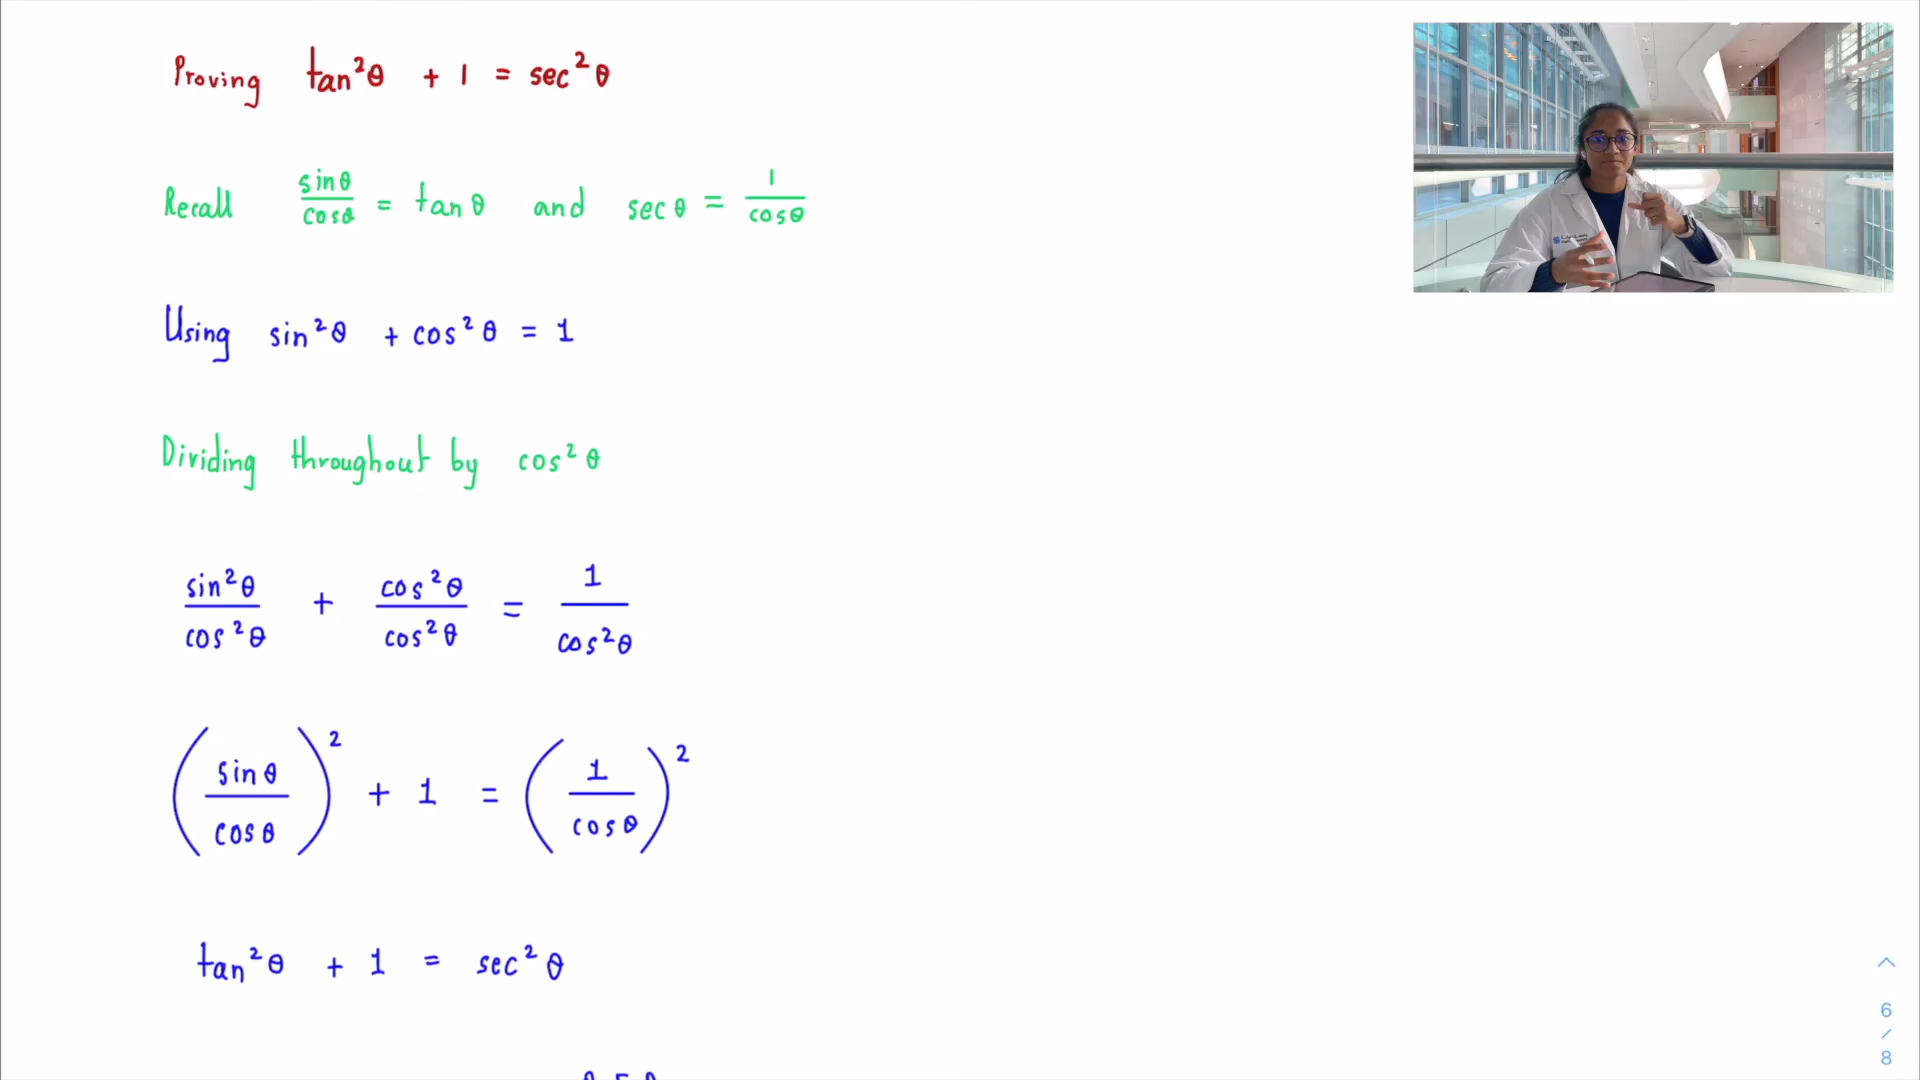 Proving tan²θ + 1 = sec²θ
Recall sinθ/cosθ = tanθ and secθ = 1/cosθ
Using sin²θ + cos²θ = 1
Dividing throughout by cos²θ
sin²θ/cos²θ + cos²θ/cos²θ = 1/cos²θ
(sinθ/cosθ)² + 1 = (1/cosθ)²
tan²θ + 1 = sec²θ
6
/
8